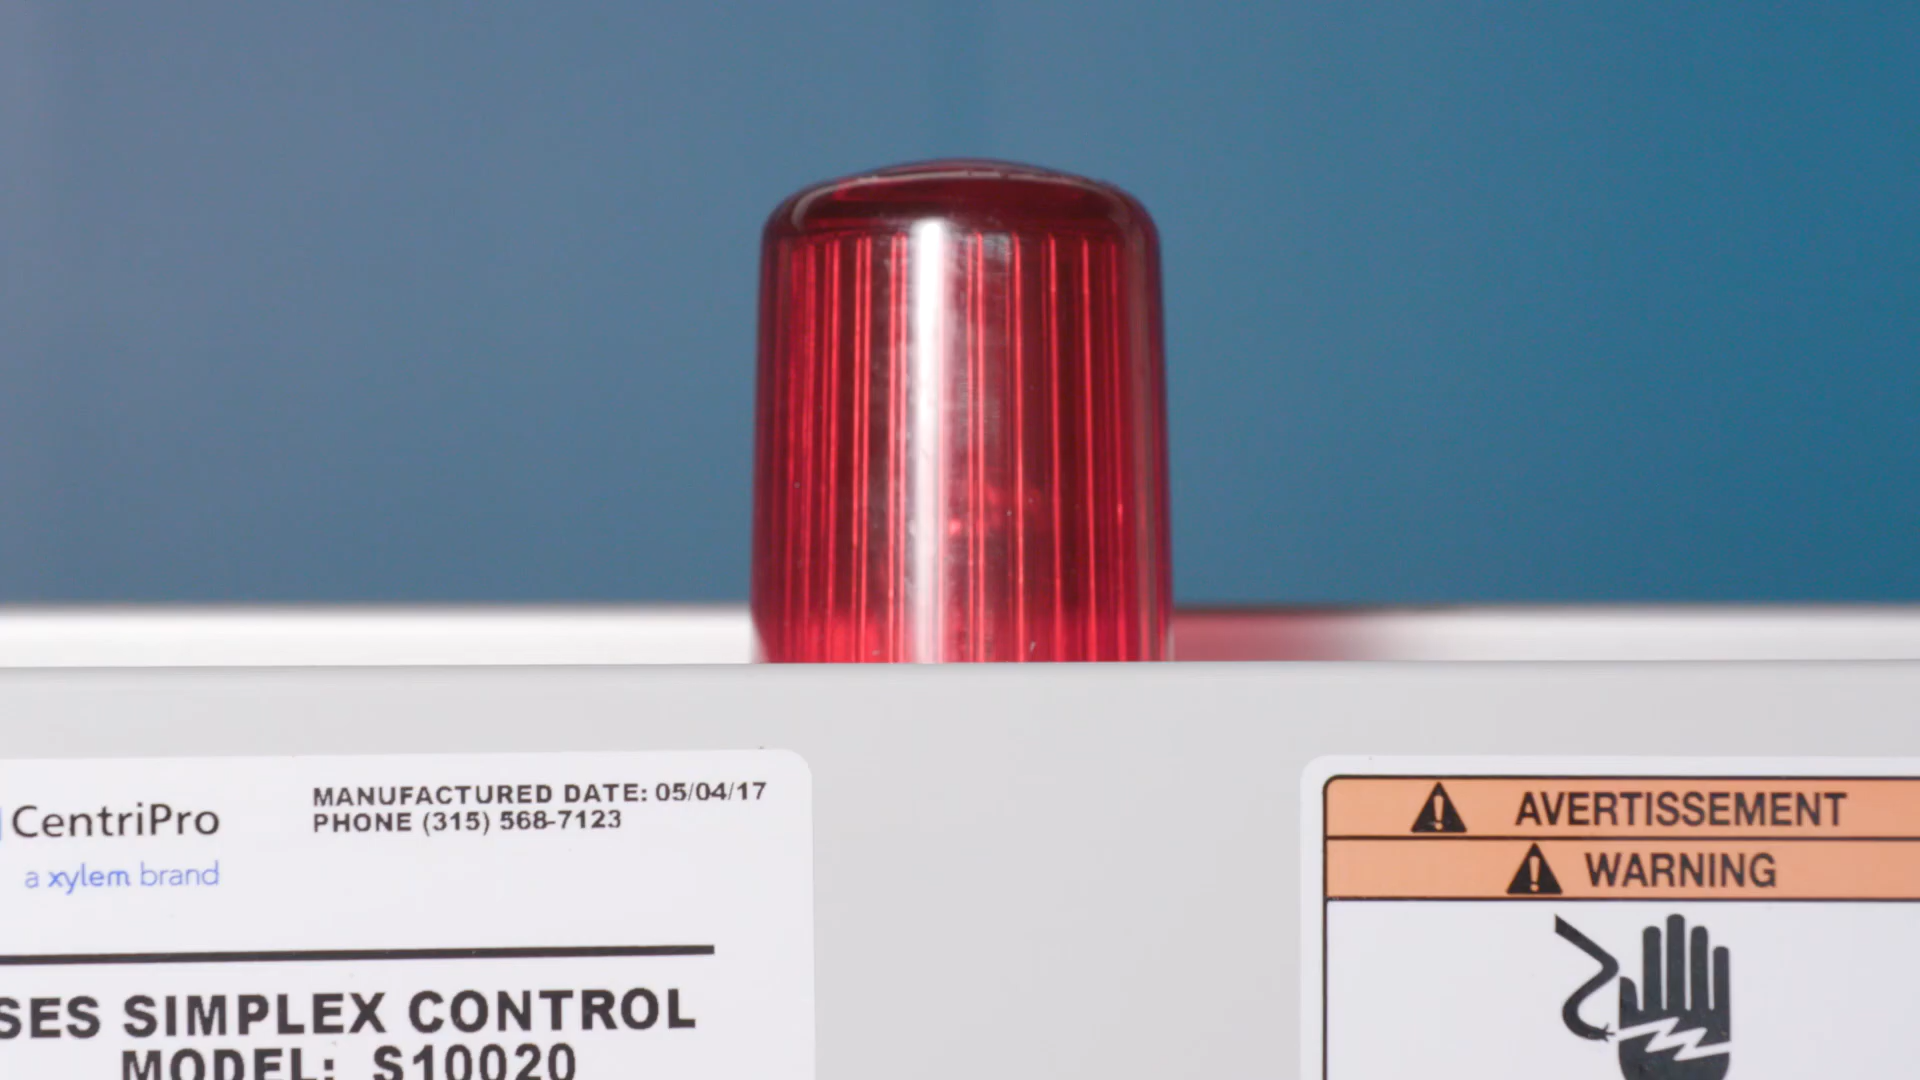 CentriPro
a xylem brand
MANUFACTURED DATE: 05/04/17
PHONE (315) 568-7123
SES SIMPLEX CONTROL
MODEL: S10020
AVERTISSEMENT
WARNING